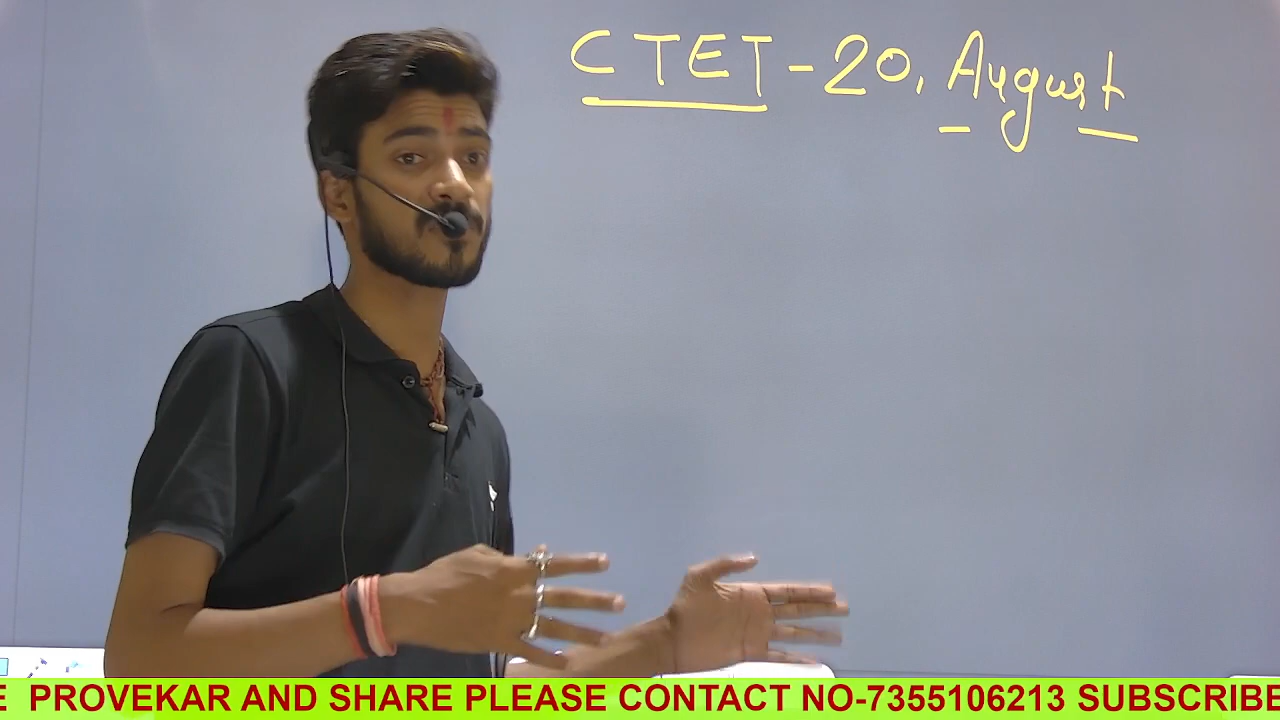 CTET - 20, August
E PROVEKAR AND SHARE PLEASE CONTACT NO-7355106213 SUBSCRIBE